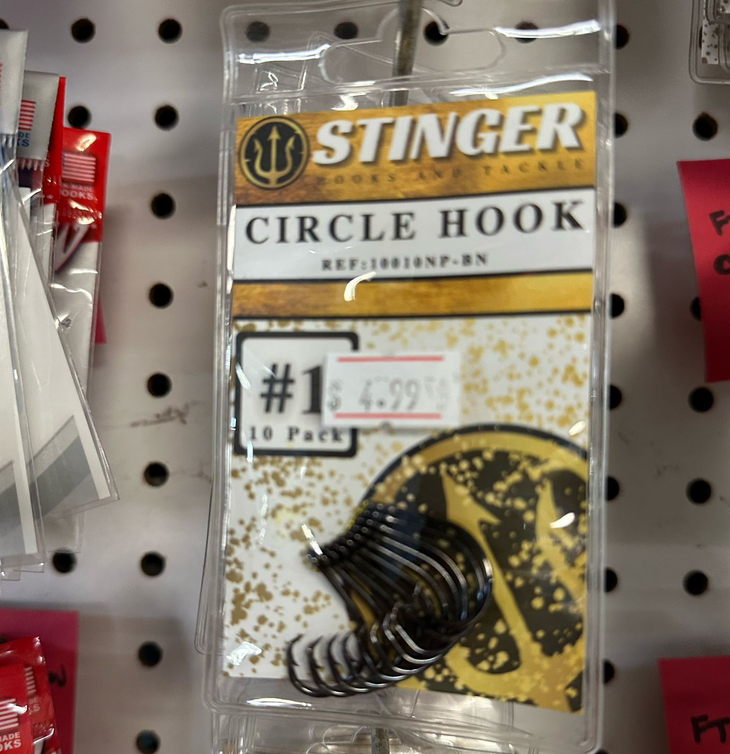 STINGER
HOOKS AND TACKLE
CIRCLE HOOK
REF:10010NP-BN
#1
$ 4.99
10 Pack